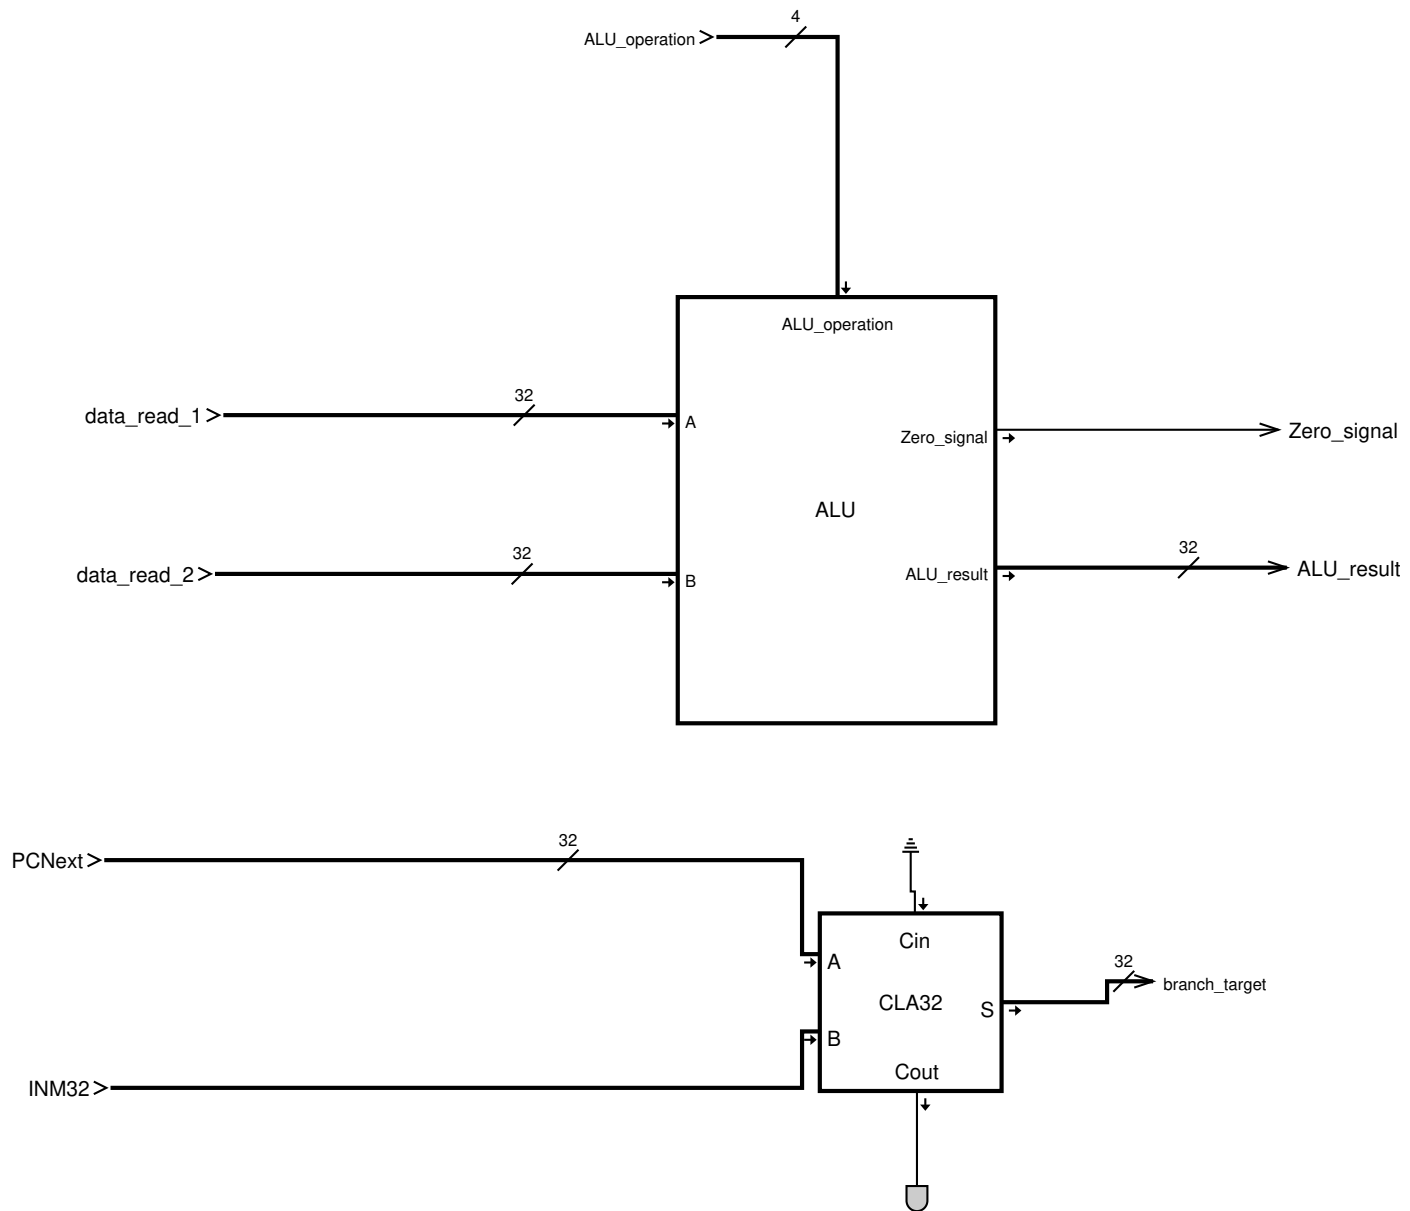 4
ALU_operation
ALU_operation
32
data_read_1
A
Zero_signal
Zero_signal
ALU
32
data_read_2
B
32
ALU_result
ALU_result
32
PCNext
Cin
A
32
branch_target
CLA32
S
B
Cout
INM32